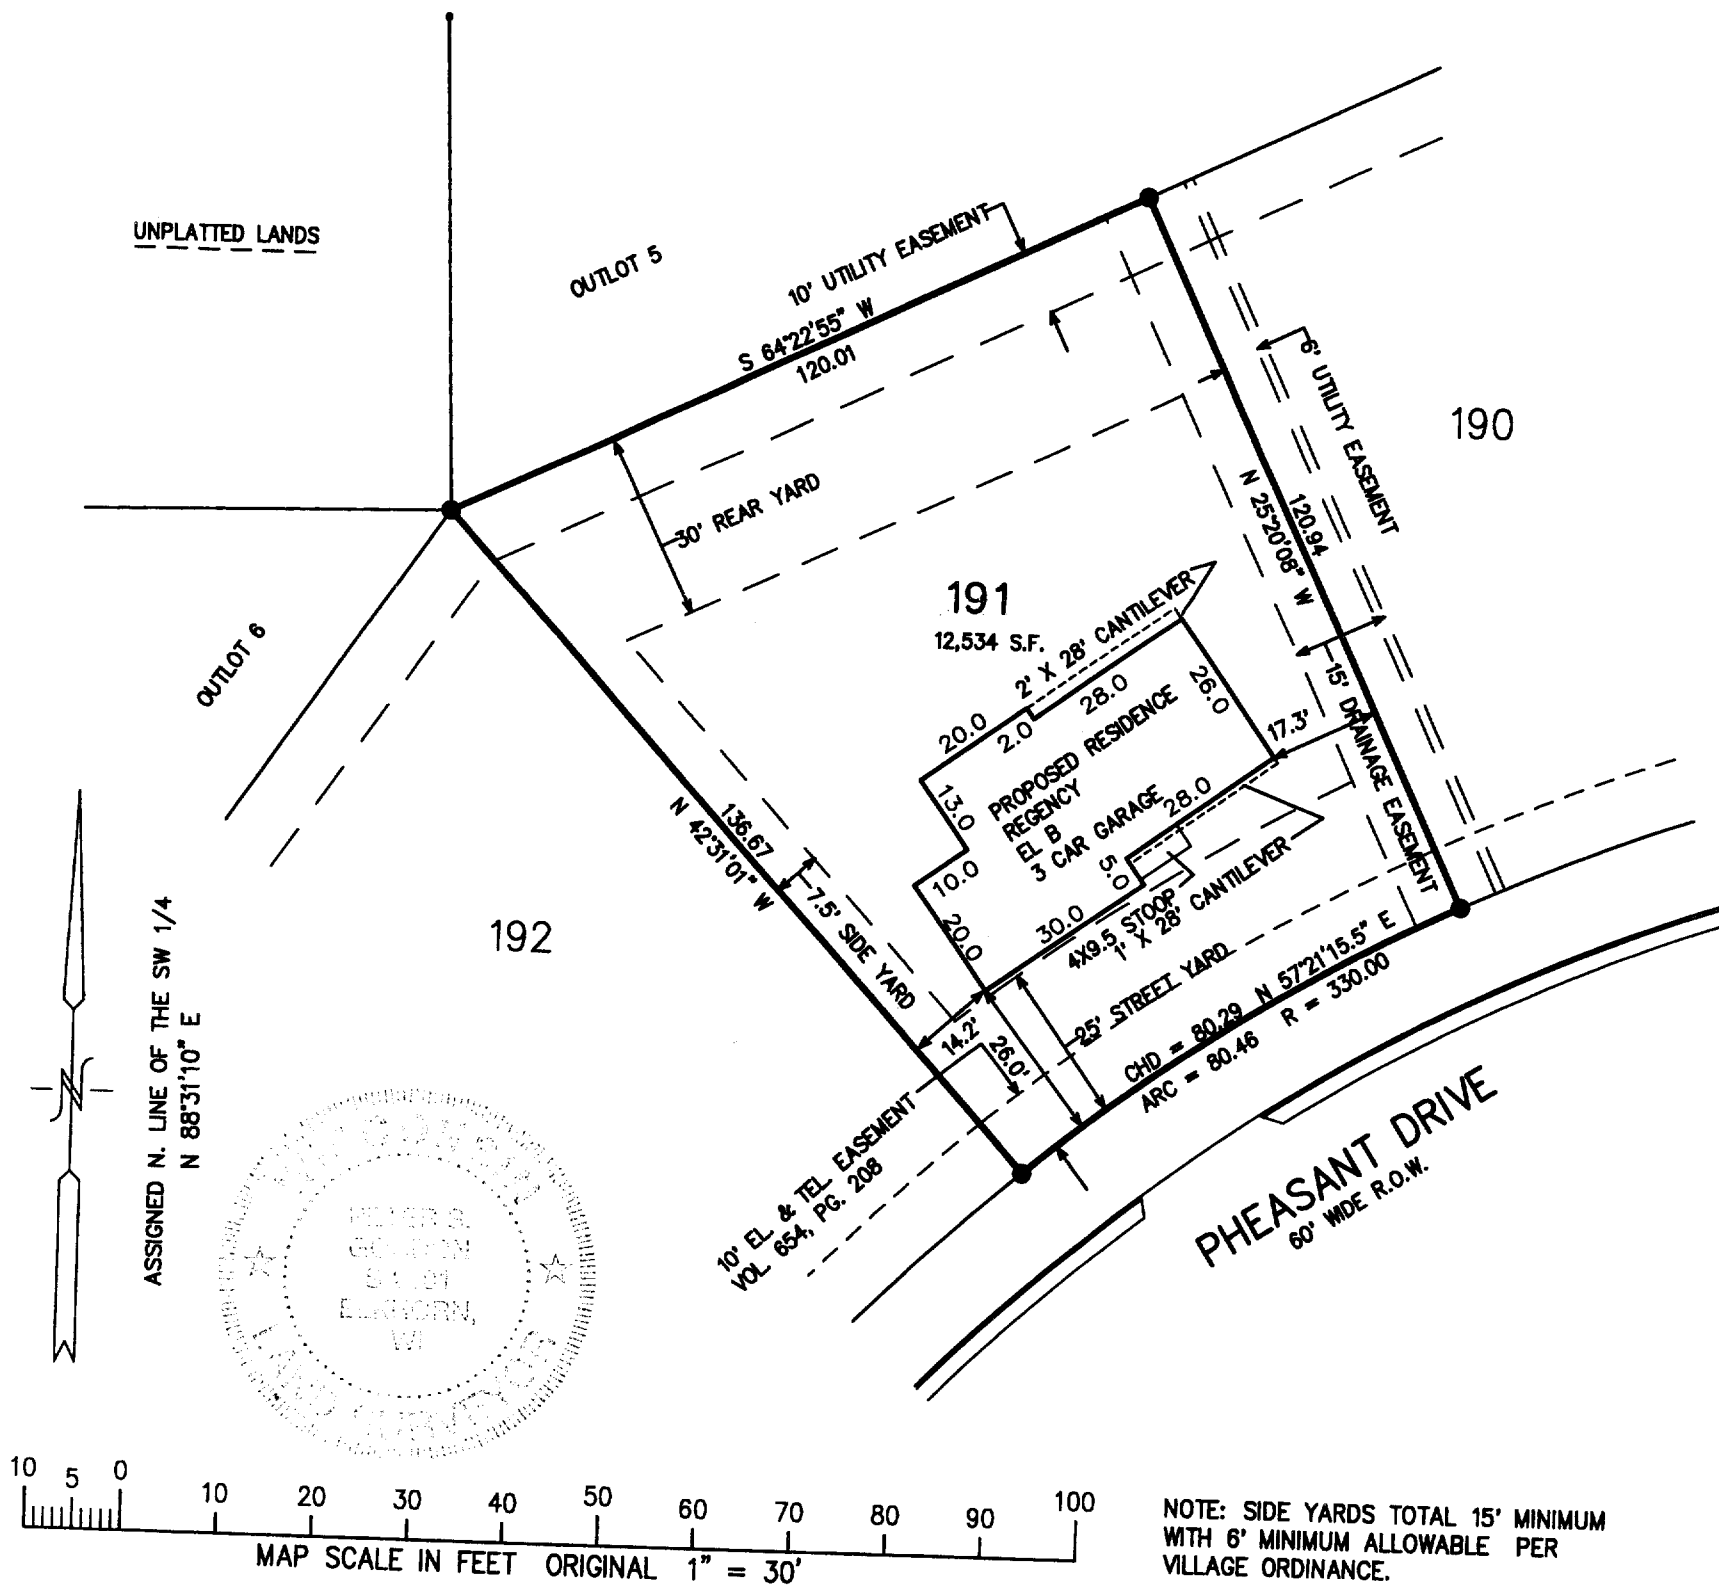 UNPLATTED LANDS
OUTLOT 5
10' UTILITY EASEMENT
S 64°22'55" W
120.01
6' UTILITY EASEMENT
190
30' REAR YARD
N 25°20'08" W
120.94
191
12,534 S.F.
2' X 28' CANTILEVER
OUTLOT 6
20.0
2.0
28.0
26.0
PROPOSED RESIDENCE
REGENCY
EL B
3 CAR GARAGE
17.3'
15' DRAINAGE EASEMENT
13.0
10.0
20.0
30.0
5.0
28.0
4X9.5 STOOP
1' X 28' CANTILEVER
136.67
N 42°31'01" W
7.5' SIDE YARD
192
14.2'
26.0'
25' STREET YARD
CHD = 80.29 N 57°21'15.5" E
ARC = 80.46 R = 330.00
10' EL. & TEL. EASEMENT
VOL. 654, PG. 208
PHEASANT DRIVE
60' WIDE R.O.W.
N
ASSIGNED N. LINE OF THE SW 1/4
N 88°31'10" E
WISCONSIN
ELKHORN,
WI
LAND SURVEYOR
10 5 0 10 20 30 40 50 60 70 80 90 100
MAP SCALE IN FEET ORIGINAL 1" = 30'
NOTE: SIDE YARDS TOTAL 15' MINIMUM
WITH 6' MINIMUM ALLOWABLE PER
VILLAGE ORDINANCE.